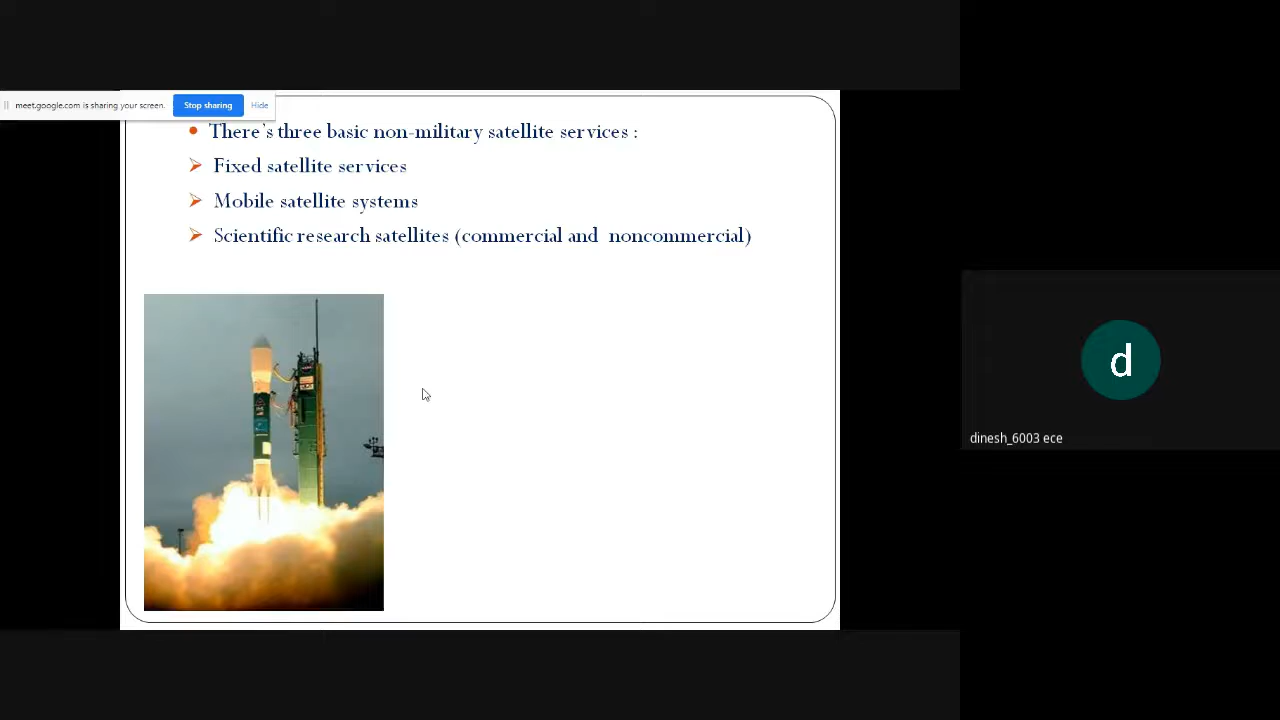 meet.google.com is sharing your screen. Stop sharing Hide
There's three basic non-military satellite services :
Fixed satellite services
Mobile satellite systems
Scientific research satellites (commercial and noncommercial)
d
dinesh_6003 ece